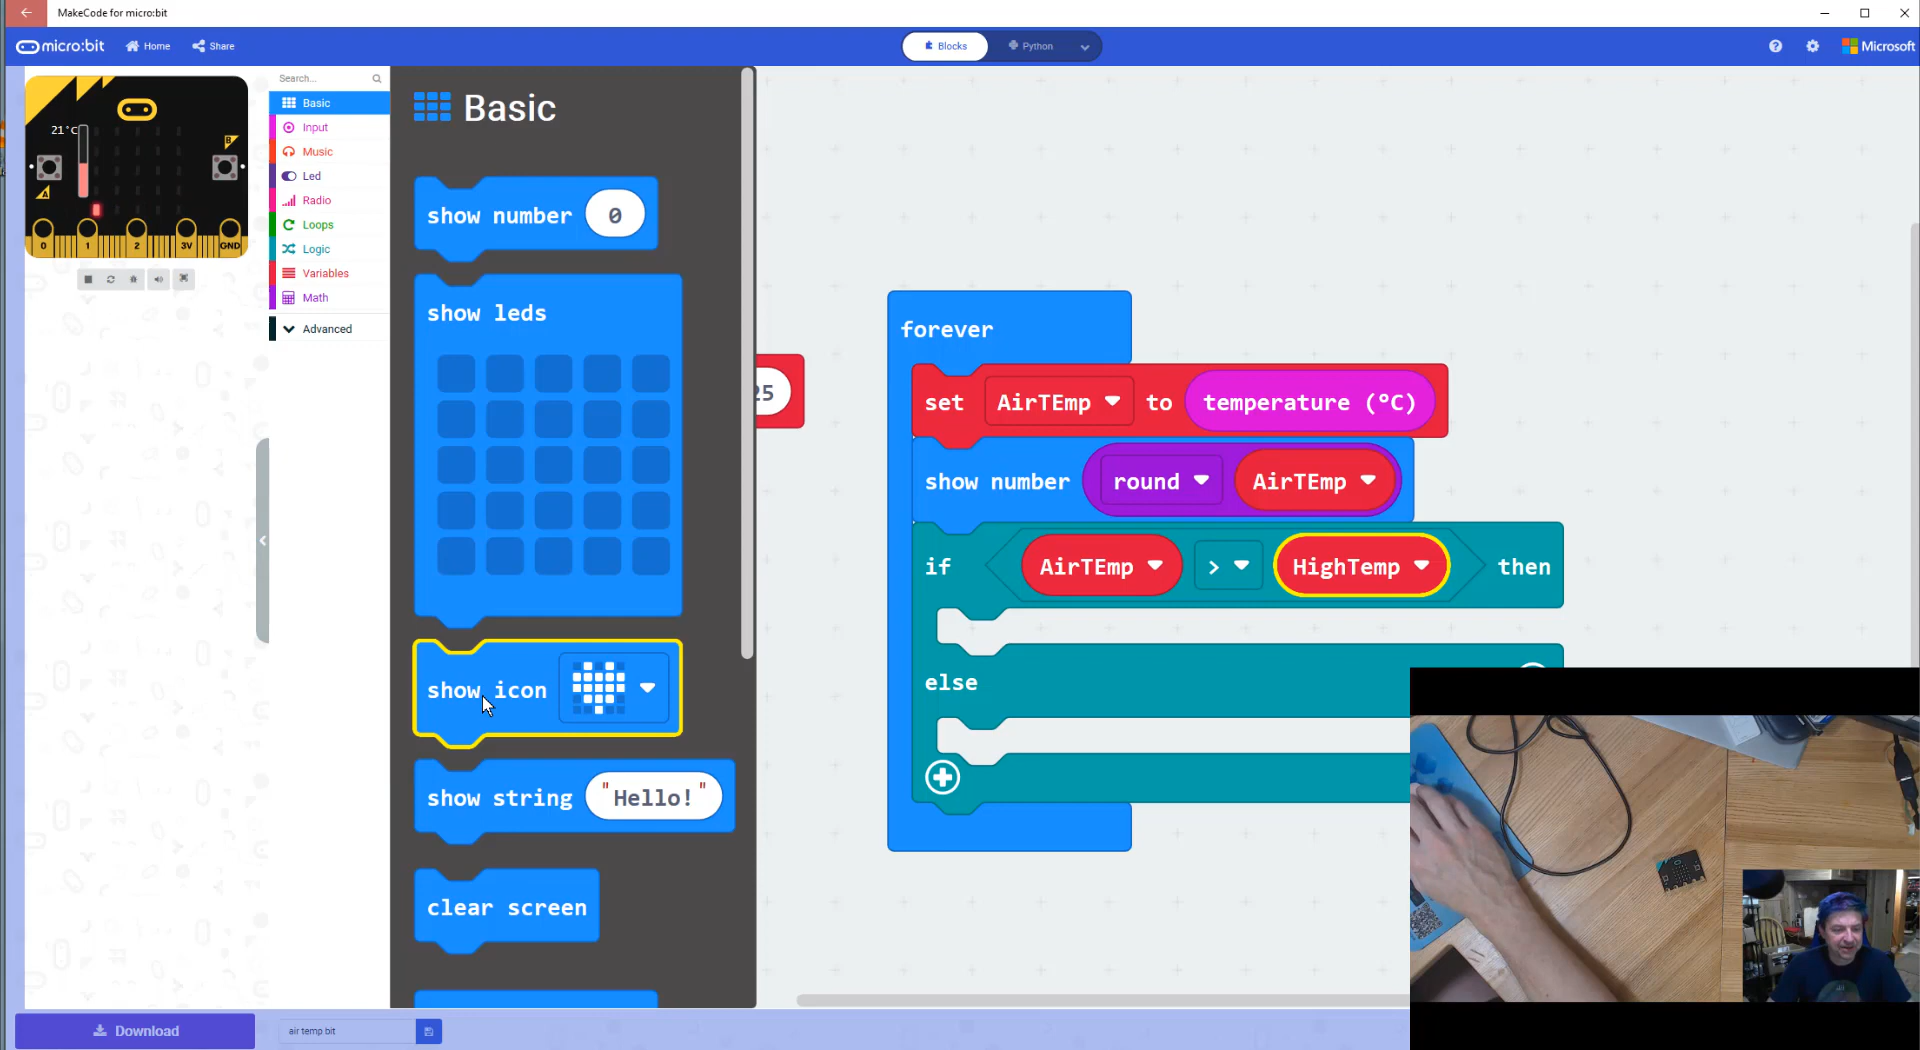 MakeCode for micro:bit
micro:bit Home Share Blocks Python Microsoft
21°C
A
B
0 1 2 3V GND
Search...
Basic
Input
Music
Led
Radio
Loops
Logic
Variables
Math
Advanced
Basic
show number 0
show leds
show icon
show string "Hello!"
clear screen
25
forever
set AirTEmp to temperature (°C)
show number round AirTEmp
if AirTEmp > HighTemp then
else
Download
air temp bit